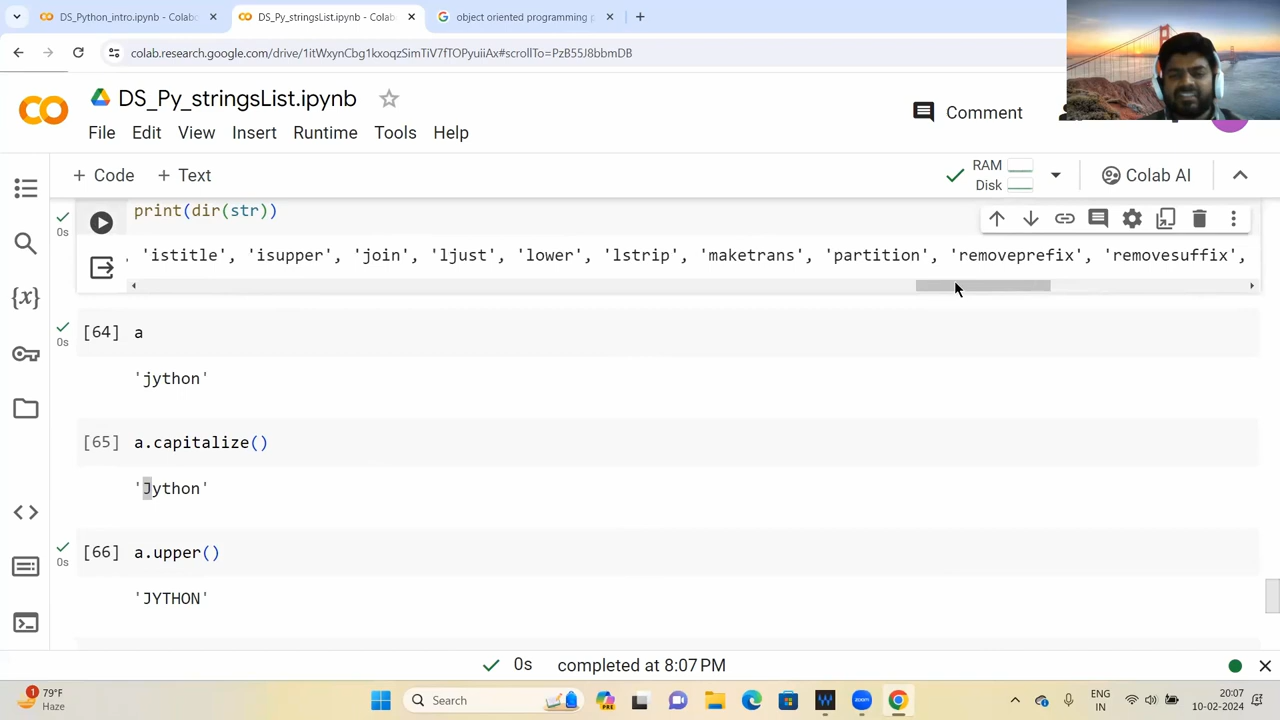 DS_Python_intro.ipynb - Colab
DS_Py_stringsList.ipynb - Colab
object oriented programming p
colab.research.google.com/drive/1itWxynCbg1kxoqzSimTiV7fTOPyuiiAx#scrollTo=PzB55J8bbmDB
DS_Py_stringsList.ipynb
Comment
File Edit View Insert Runtime Tools Help
+ Code + Text
RAM
Disk
Colab AI
print(dir(str))
0s
, 'istitle', 'isupper', 'join', 'ljust', 'lower', 'lstrip', 'maketrans', 'partition', 'removeprefix', 'removesuffix',
[64] a
0s
'jython'
[65] a.capitalize()
'Jython'
[66] a.upper()
0s
'JYTHON'
0s completed at 8:07 PM
1
79°F
Haze
Search
PRE
zoom
ENG
IN
20:07
10-02-2024